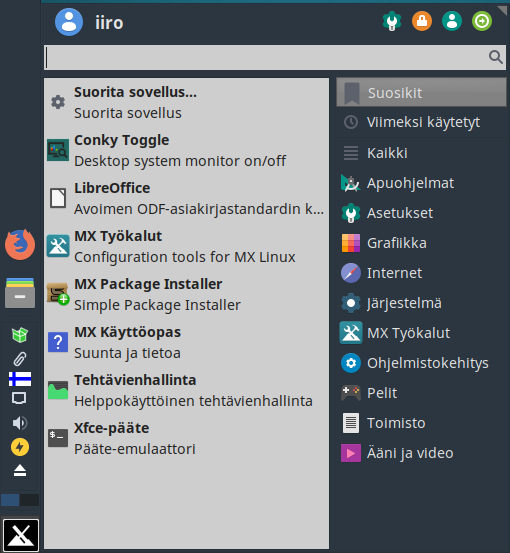 iiro
Suorita sovellus...
Suorita sovellus
Conky Toggle
Desktop system monitor on/off
LibreOffice
Avoimen ODF-asiakirjastandardin k...
MX Työkalut
Configuration tools for MX Linux
MX Package Installer
Simple Package Installer
MX Käyttöopas
Suunta ja tietoa
Tehtävienhallinta
Helppokäyttöinen tehtävienhallinta
Xfce-pääte
Pääte-emulaattori
Suosikit
Viimeksi käytetyt
Kaikki
Apuohjelmat
Asetukset
Grafiikka
Internet
Järjestelmä
MX Työkalut
Ohjelmistokehitys
Pelit
Toimisto
Ääni ja video